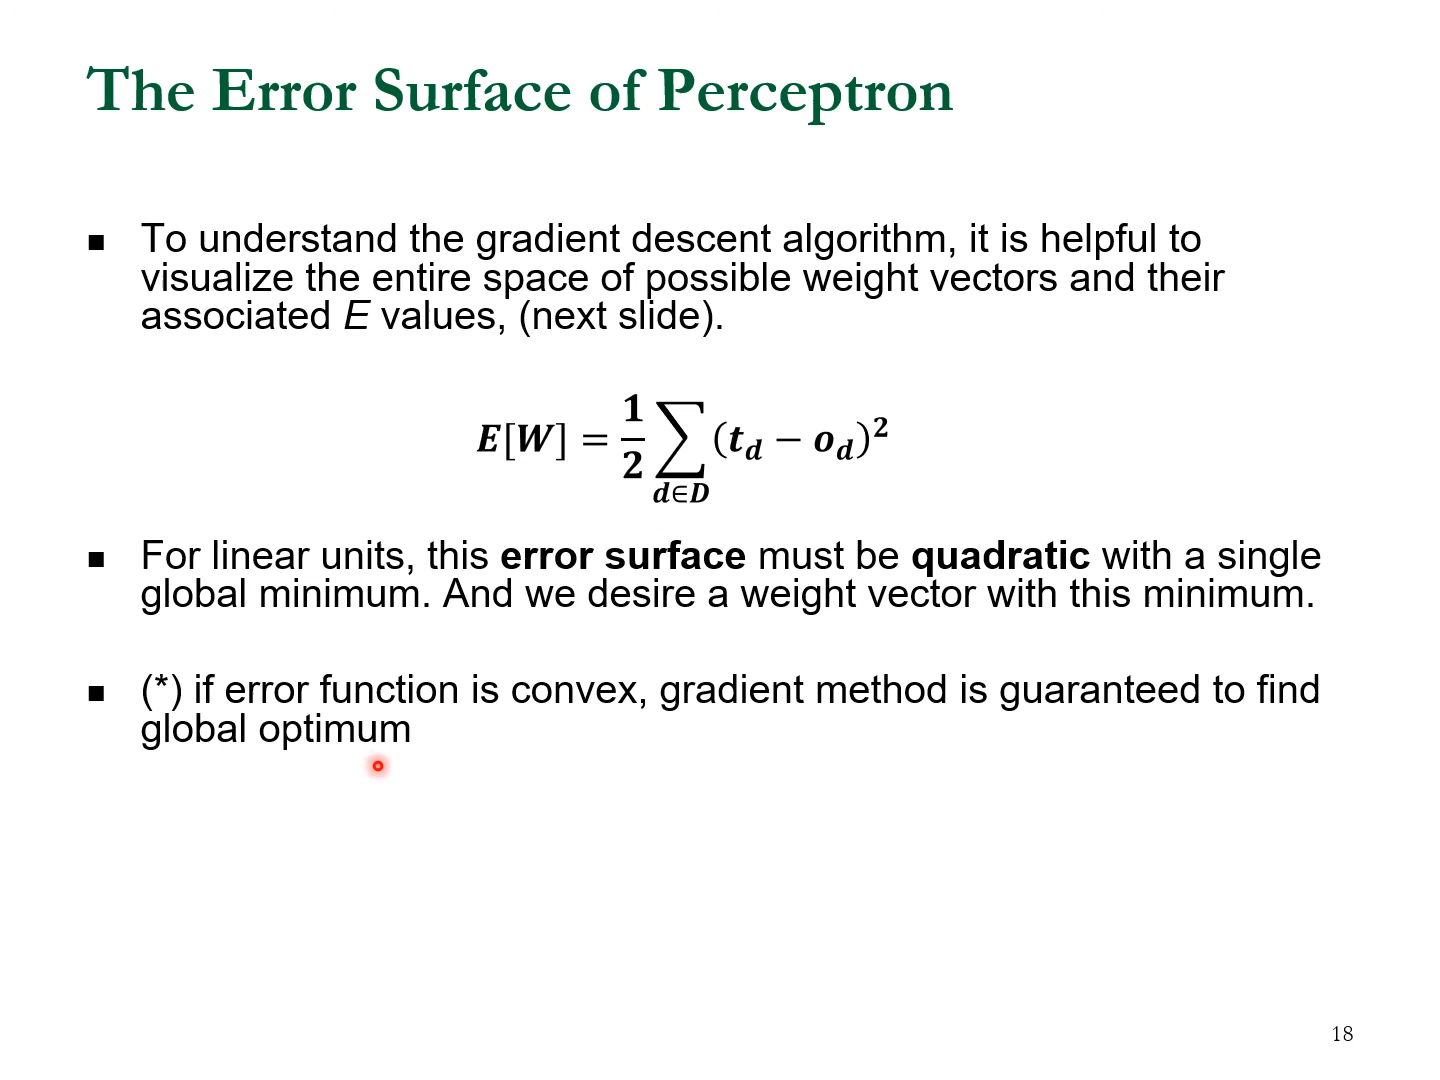 The Error Surface of Perceptron
■ To understand the gradient descent algorithm, it is helpful to
visualize the entire space of possible weight vectors and their
associated E values, (next slide).
E[W] = 1/2 ∑_{d∈D} (t_d − o_d)^2
■ For linear units, this error surface must be quadratic with a single
global minimum. And we desire a weight vector with this minimum.
■ (*) if error function is convex, gradient method is guaranteed to find
global optimum
18